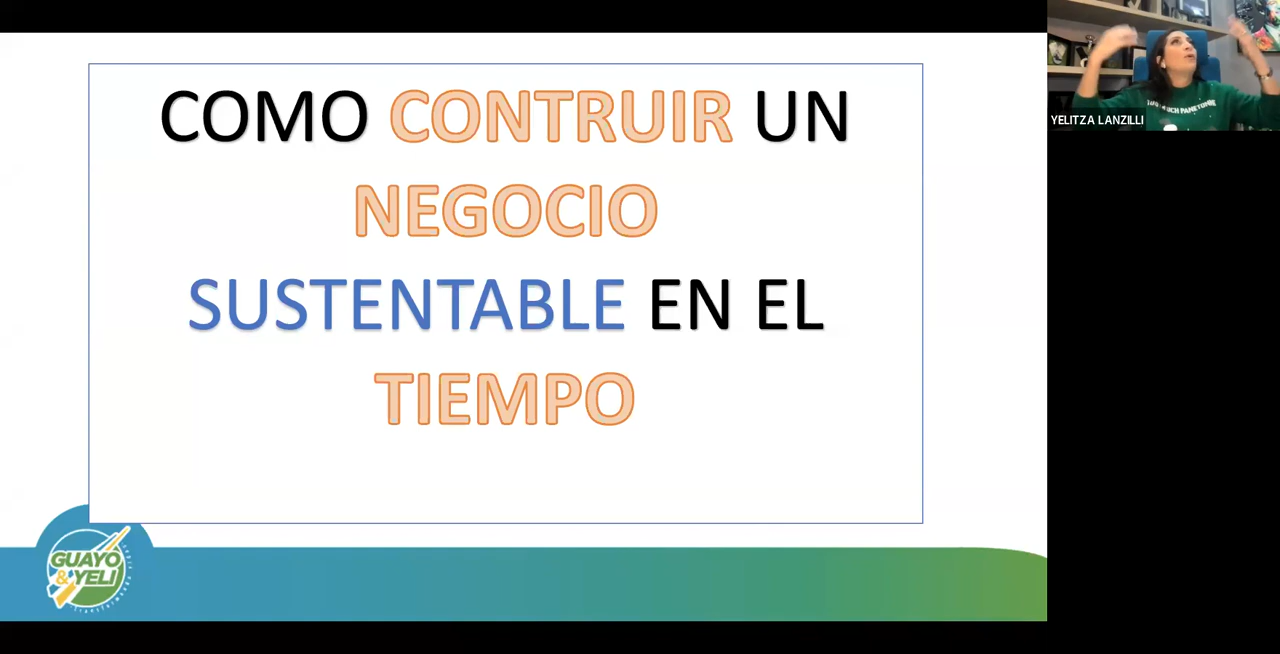 COMO CONTRUIR UN
NEGOCIO
SUSTENTABLE EN EL
TIEMPO
GUAYO
& YELI
YELITZA LANZILLI